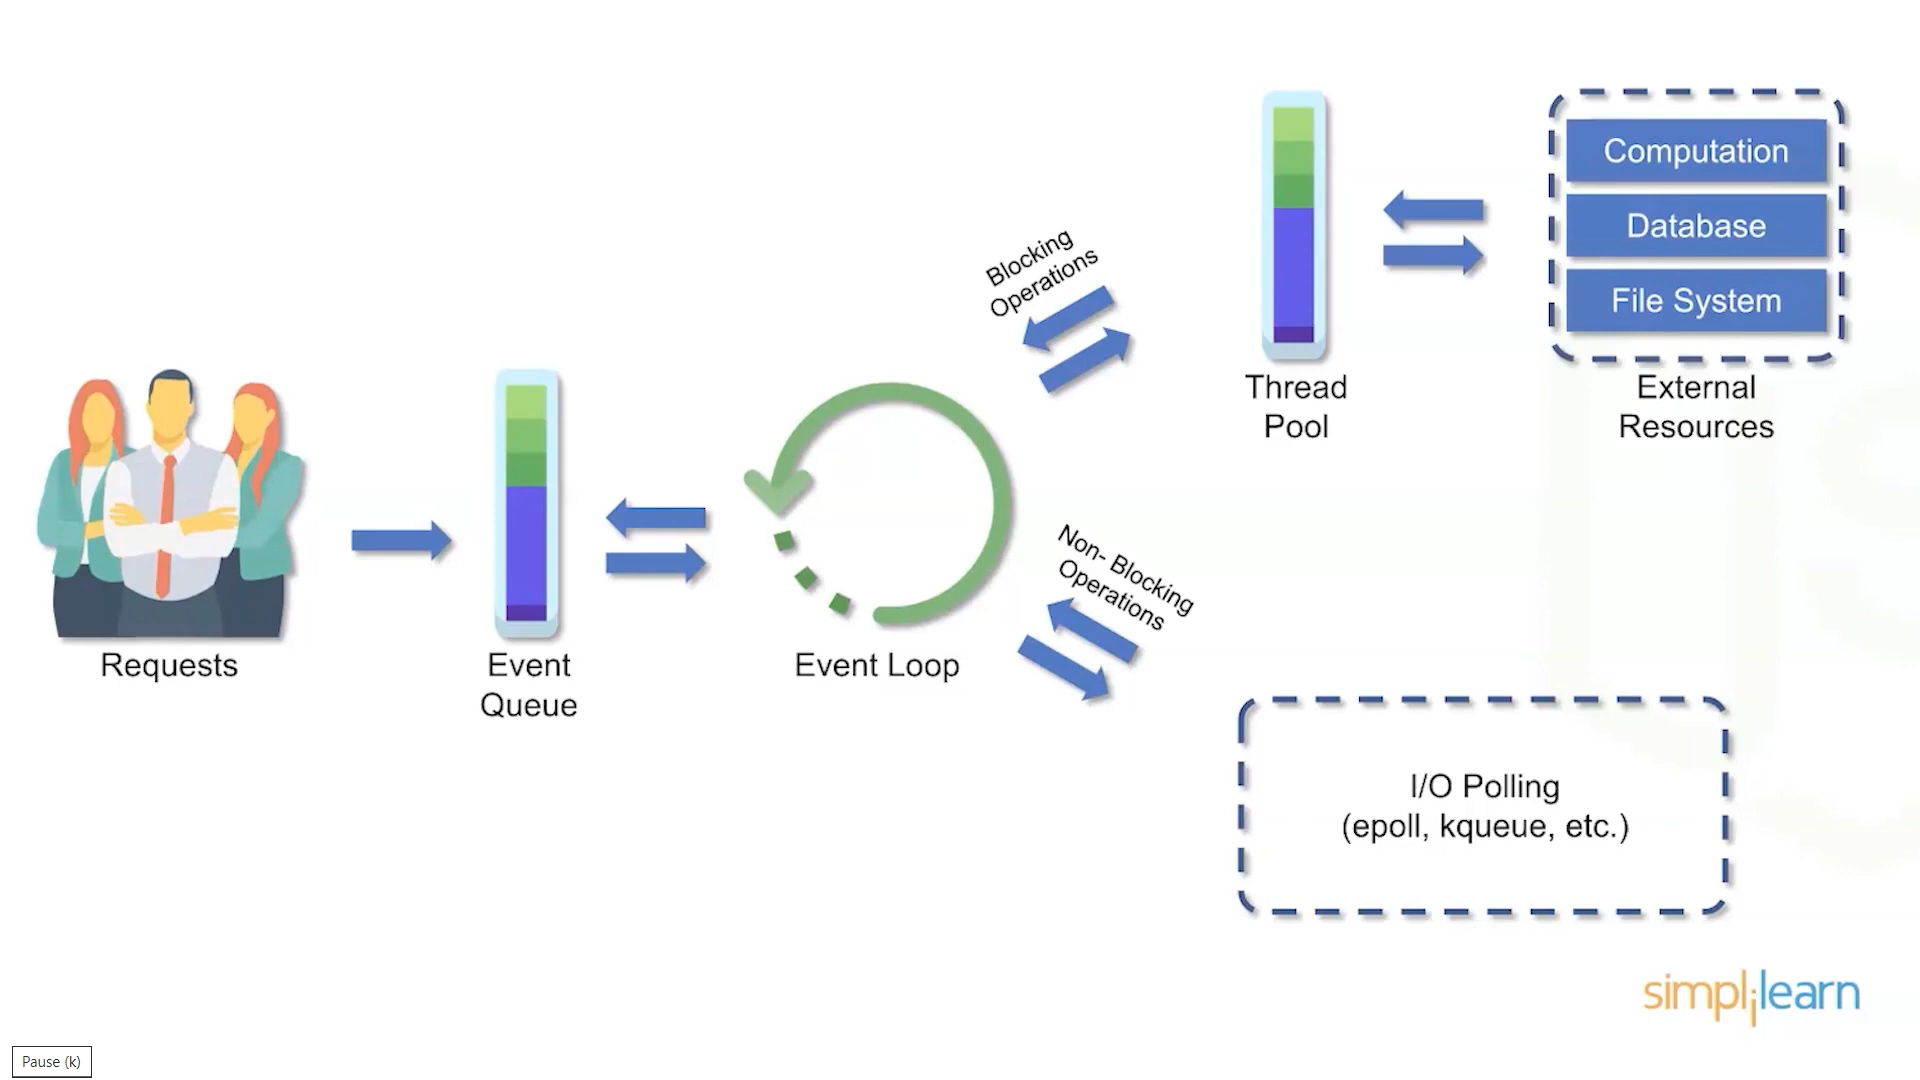 Computation
Database
File System
Thread
Pool
External
Resources
Blocking
Operations
Requests
Event
Queue
Event Loop
Non- Blocking
Operations
I/O Polling
(epoll, kqueue, etc.)
simplilearn
Pause (k)